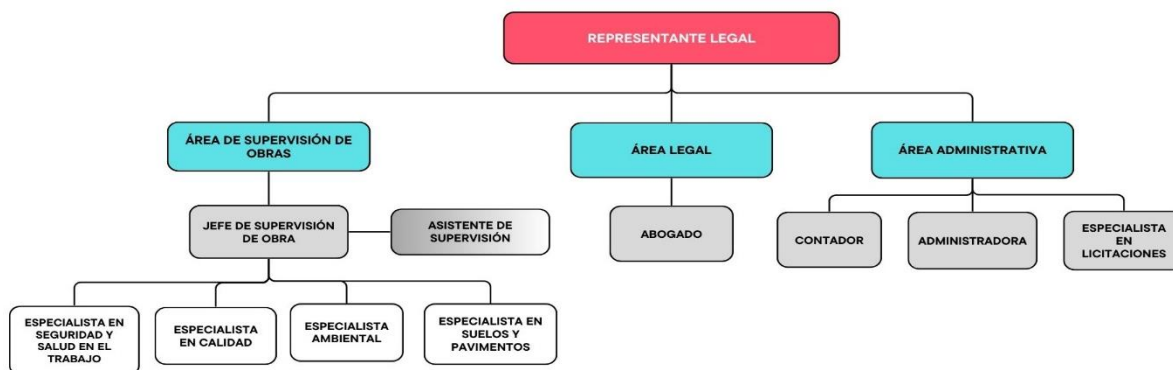 REPRESENTANTE LEGAL
ÁREA DE SUPERVISIÓN DE
OBRAS
ÁREA LEGAL
ÁREA ADMINISTRATIVA
JEFE DE SUPERVISIÓN
DE OBRA
ASISTENTE DE
SUPERVISIÓN
ABOGADO
CONTADOR
ADMINISTRADORA
ESPECIALISTA
EN
LICITACIONES
ESPECIALISTA EN
SEGURIDAD Y
SALUD EN EL
TRABAJO
ESPECIALISTA
EN CALIDAD
ESPECIALISTA
AMBIENTAL
ESPECIALISTA EN
SUELOS Y
PAVIMENTOS